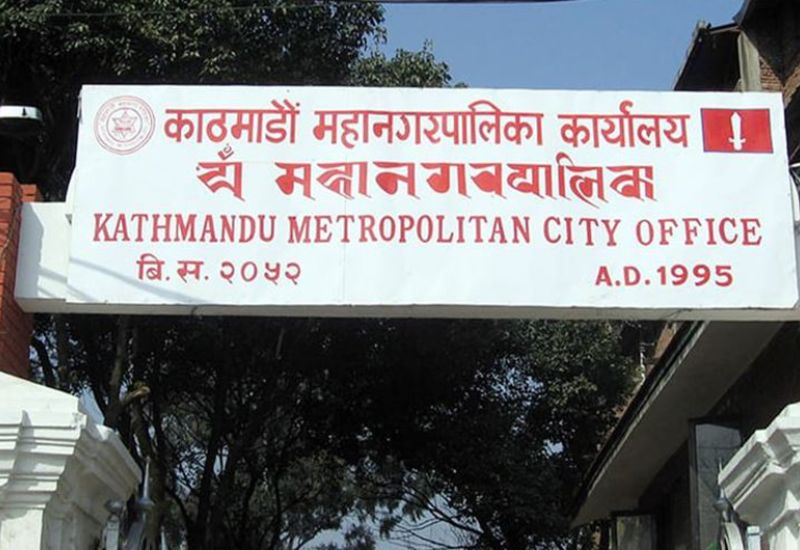 काठमाडौँ महानगरपालिका कार्यालय
KATHMANDU METROPOLITAN CITY OFFICE
बि.स. २०५२
A.D. 1995